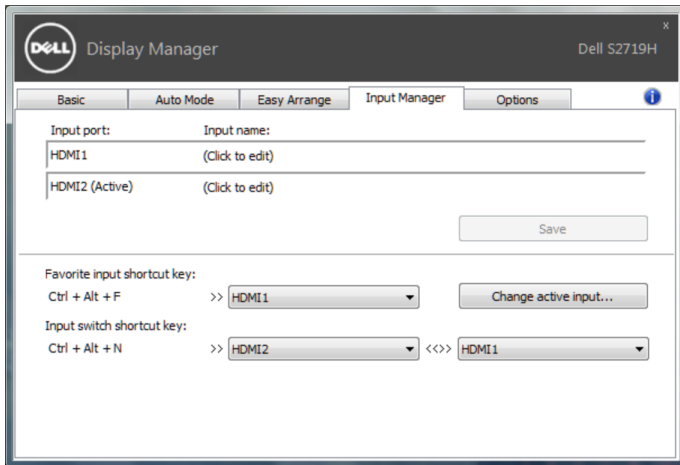 DELL Display Manager Dell S2719H
x
Basic Auto Mode Easy Arrange Input Manager Options i
Input port: Input name:
HDMI1 (Click to edit)
HDMI2 (Active) (Click to edit)
Save
Favorite input shortcut key:
Ctrl + Alt + F >> HDMI1 Change active input...
Input switch shortcut key:
Ctrl + Alt + N >> HDMI2 <<>> HDMI1